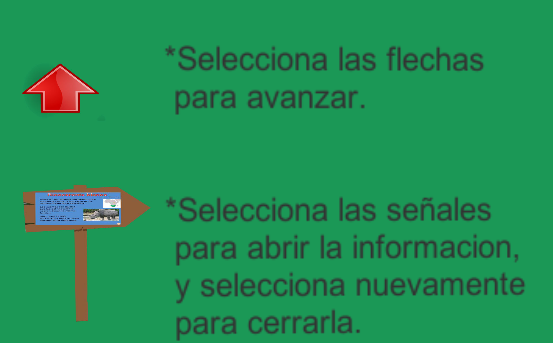 *Selecciona las flechas
para avanzar.
*Selecciona las señales
para abrir la informacion,
y selecciona nuevamente
para cerrarla.